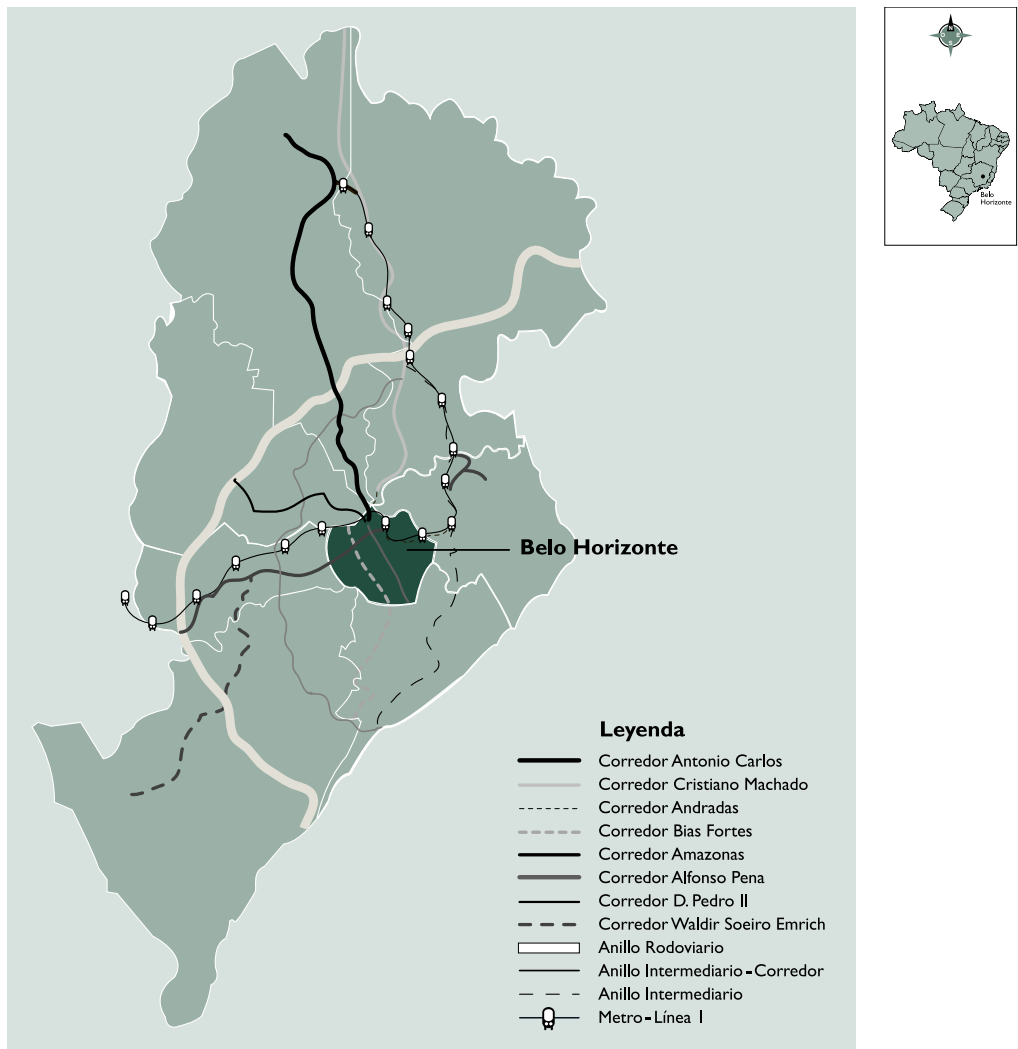 N
O
E
S
Belo
Horizonte
Belo Horizonte
Leyenda
Corredor Antonio Carlos
Corredor Cristiano Machado
Corredor Andradas
Corredor Bias Fortes
Corredor Amazonas
Corredor Alfonso Pena
Corredor D. Pedro II
Corredor Waldir Soeiro Emrich
Anillo Rodoviario
Anillo Intermediario - Corredor
Anillo Intermediario
Metro - Línea 1